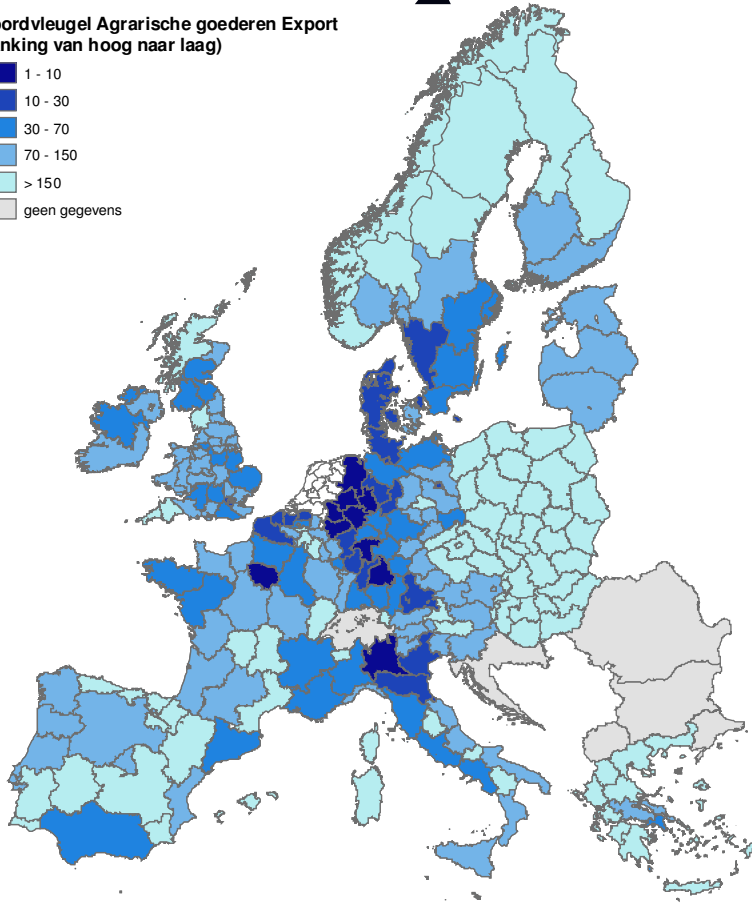 ordvleugel Agrarische goederen Export
nking van hoog naar laag)
1 - 10
10 - 30
30 - 70
70 - 150
> 150
geen gegevens